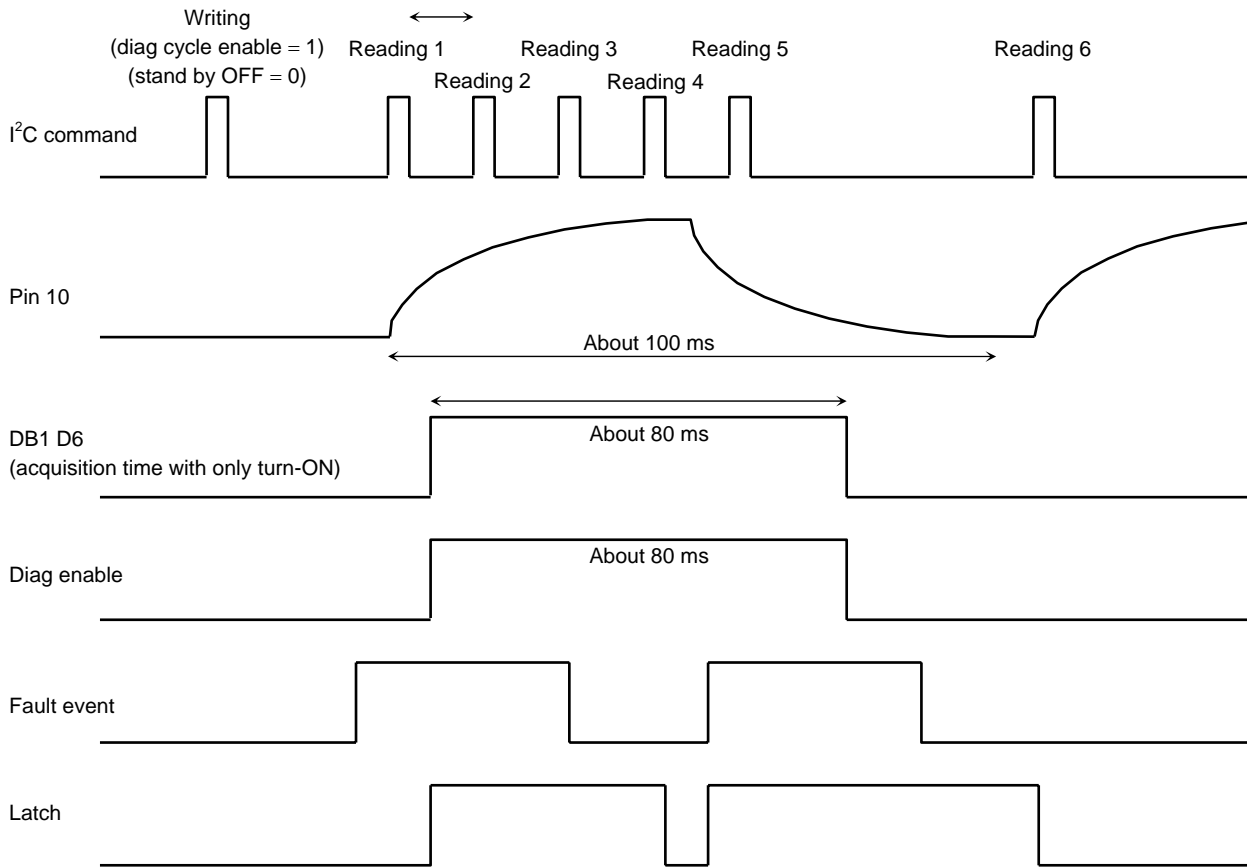 Writing
(diag cycle enable = 1)
(stand by OFF = 0)
Reading 1
Reading 2
Reading 3
Reading 4
Reading 5
Reading 6
I²C command
Pin 10
About 100 ms
DB1 D6
(acquisition time with only turn-ON)
About 80 ms
Diag enable
About 80 ms
Fault event
Latch